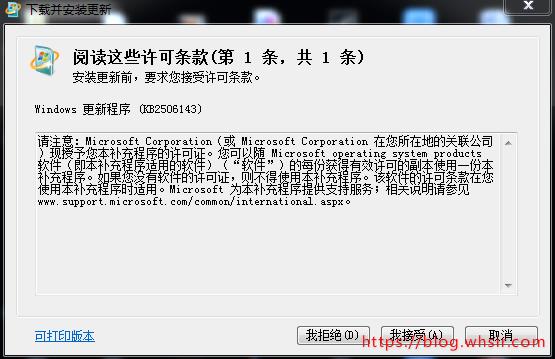 下载并安装更新
阅读这些许可条款(第 1 条，共 1 条)
安装更新前，要求您接受许可条款。
Windows 更新程序 (KB2506143)
请注意: Microsoft Corporation (或 Microsoft Corporation 在您所在地的关联公司
) 现授予您本补充程序的许可证。您可以随 Microsoft operating system products
软件 (即本补充程序适用的软件) (“软件”) 的每份获得有效许可的副本使用一份本
补充程序。如果您没有软件的许可证，则不得使用本补充程序。该软件的许可条款在您
使用本补充程序时适用。Microsoft 为本补充程序提供支持服务；相关说明请参见
www.support.microsoft.com/common/international.aspx。
可打印版本
我拒绝(D)
我接受(A)
取消
https://blog.whsir.com